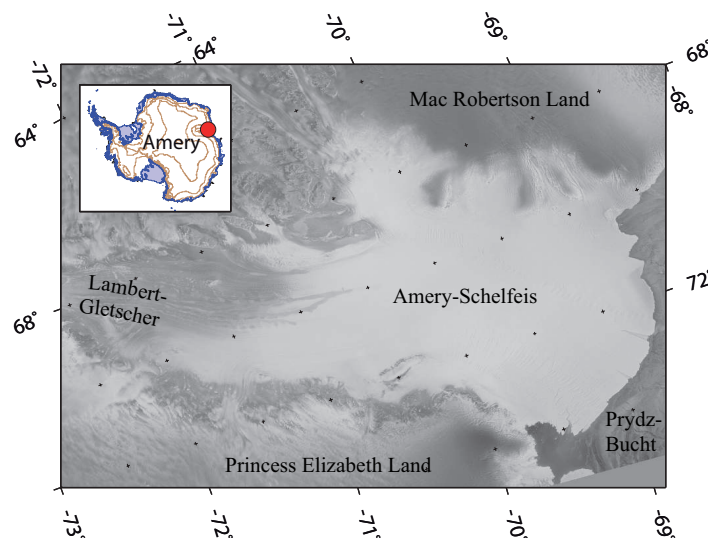 -71°
64°
-70°
-69°
68°
-72°
-68°
64°
Mac Robertson Land
Amery
Lambert-
Gletscher
Amery-Schelfeis
72°
68°
Prydz-
Bucht
Princess Elizabeth Land
-73°
-72°
-71°
-70°
-69°